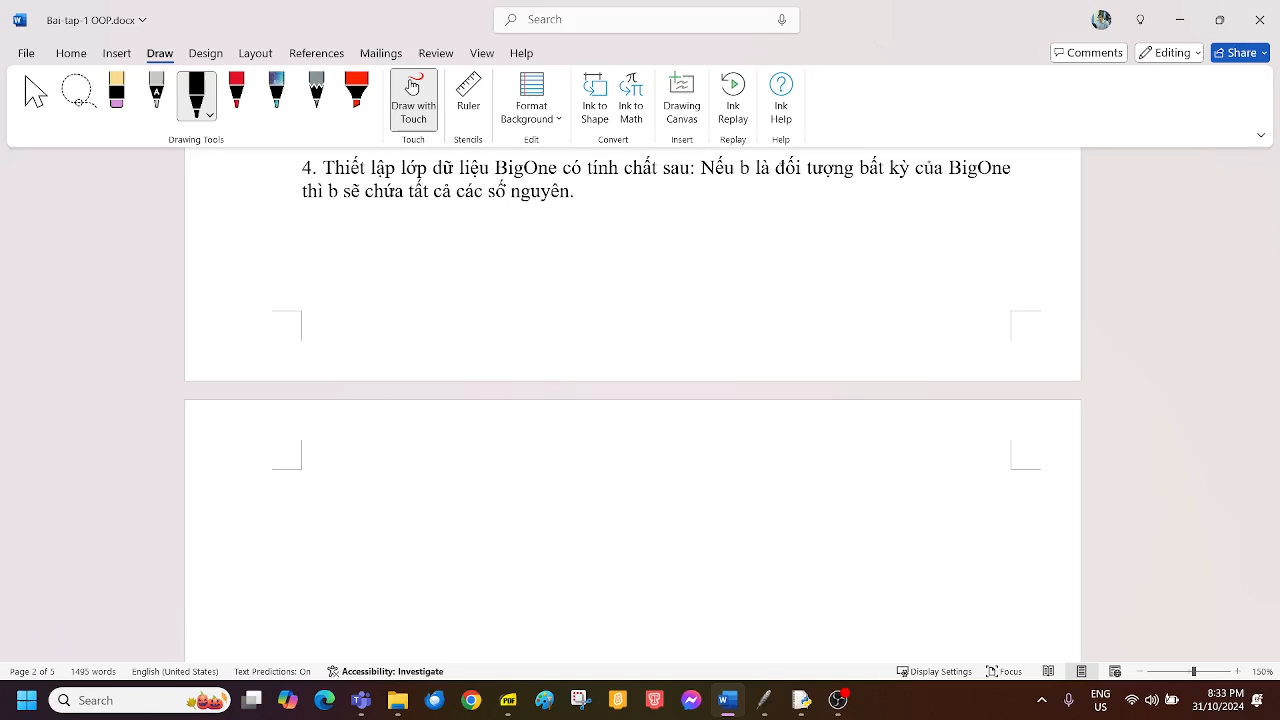 Bai-tap-1 OOP.docx
Search
File Home Insert Draw Design Layout References Mailings Review View Help
Comments Editing Share
Draw with Touch
Ruler
Format Background
Ink to Shape
Ink to Math
Drawing Canvas
Ink Replay
Ink Help
Drawing Tools Touch Stencils Edit Convert Insert Replay Help
4. Thiết lập lớp dữ liệu BigOne có tính chất sau: Nếu b là đối tượng bất kỳ của BigOne
thì b sẽ chứa tất cả các số nguyên.
Page 2 of 5 1495 words English (United States) Text Predictions: On Accessibility: Investigate Display Settings Focus 150%
Search ENG 8:33 PM
US 31/10/2024